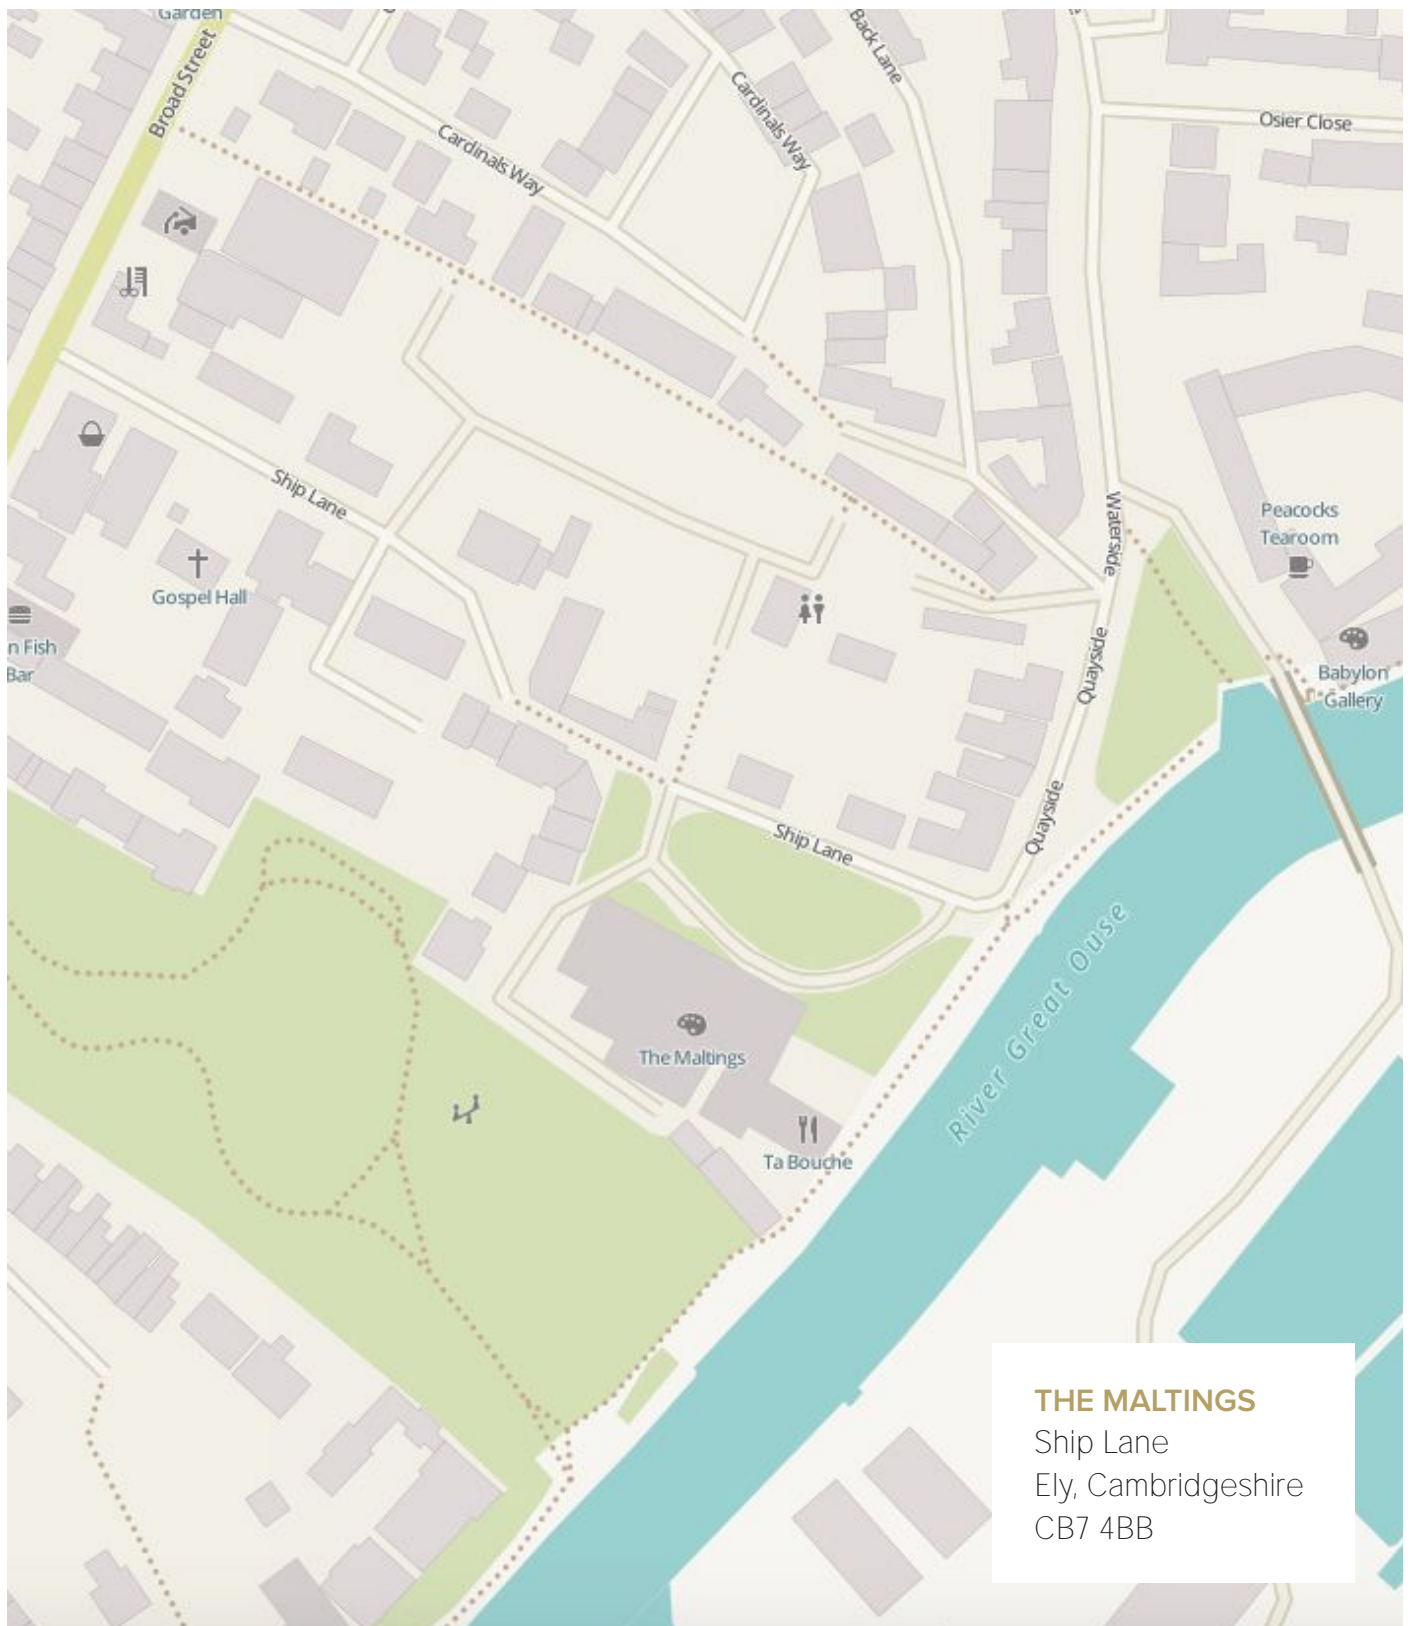 Garden
Broad Street
Back Lane
Cardinals Way
Cardinals Way
Osier Close
Ship Lane
Waterside
Peacocks
Tearoom
Gospel Hall
n Fish
Bar
Quayside
Babylon
Gallery
Quayside
Ship Lane
River Great Ouse
The Maltings
Ta Bouche
THE MALTINGS
Ship Lane
Ely, Cambridgeshire
CB7 4BB